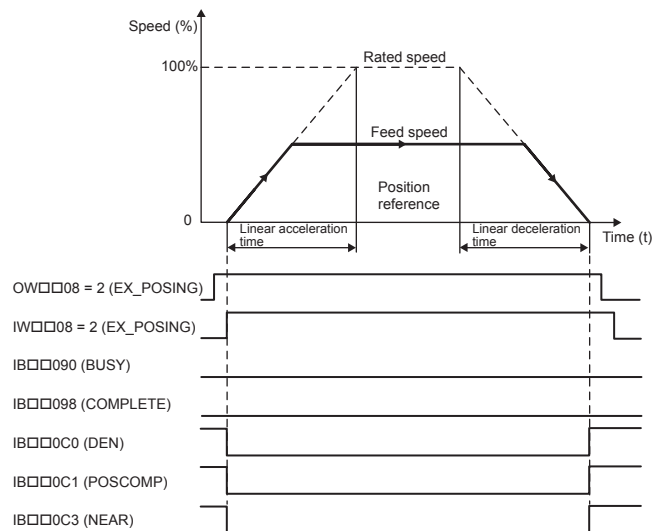 Speed (%)
100%
Rated speed
Feed speed
Position
reference
0
Linear acceleration
time
Linear deceleration
time
Time (t)
OW□□08 = 2 (EX_POSING)
IW□□08 = 2 (EX_POSING)
IB□□090 (BUSY)
IB□□098 (COMPLETE)
IB□□0C0 (DEN)
IB□□0C1 (POSCOMP)
IB□□0C3 (NEAR)